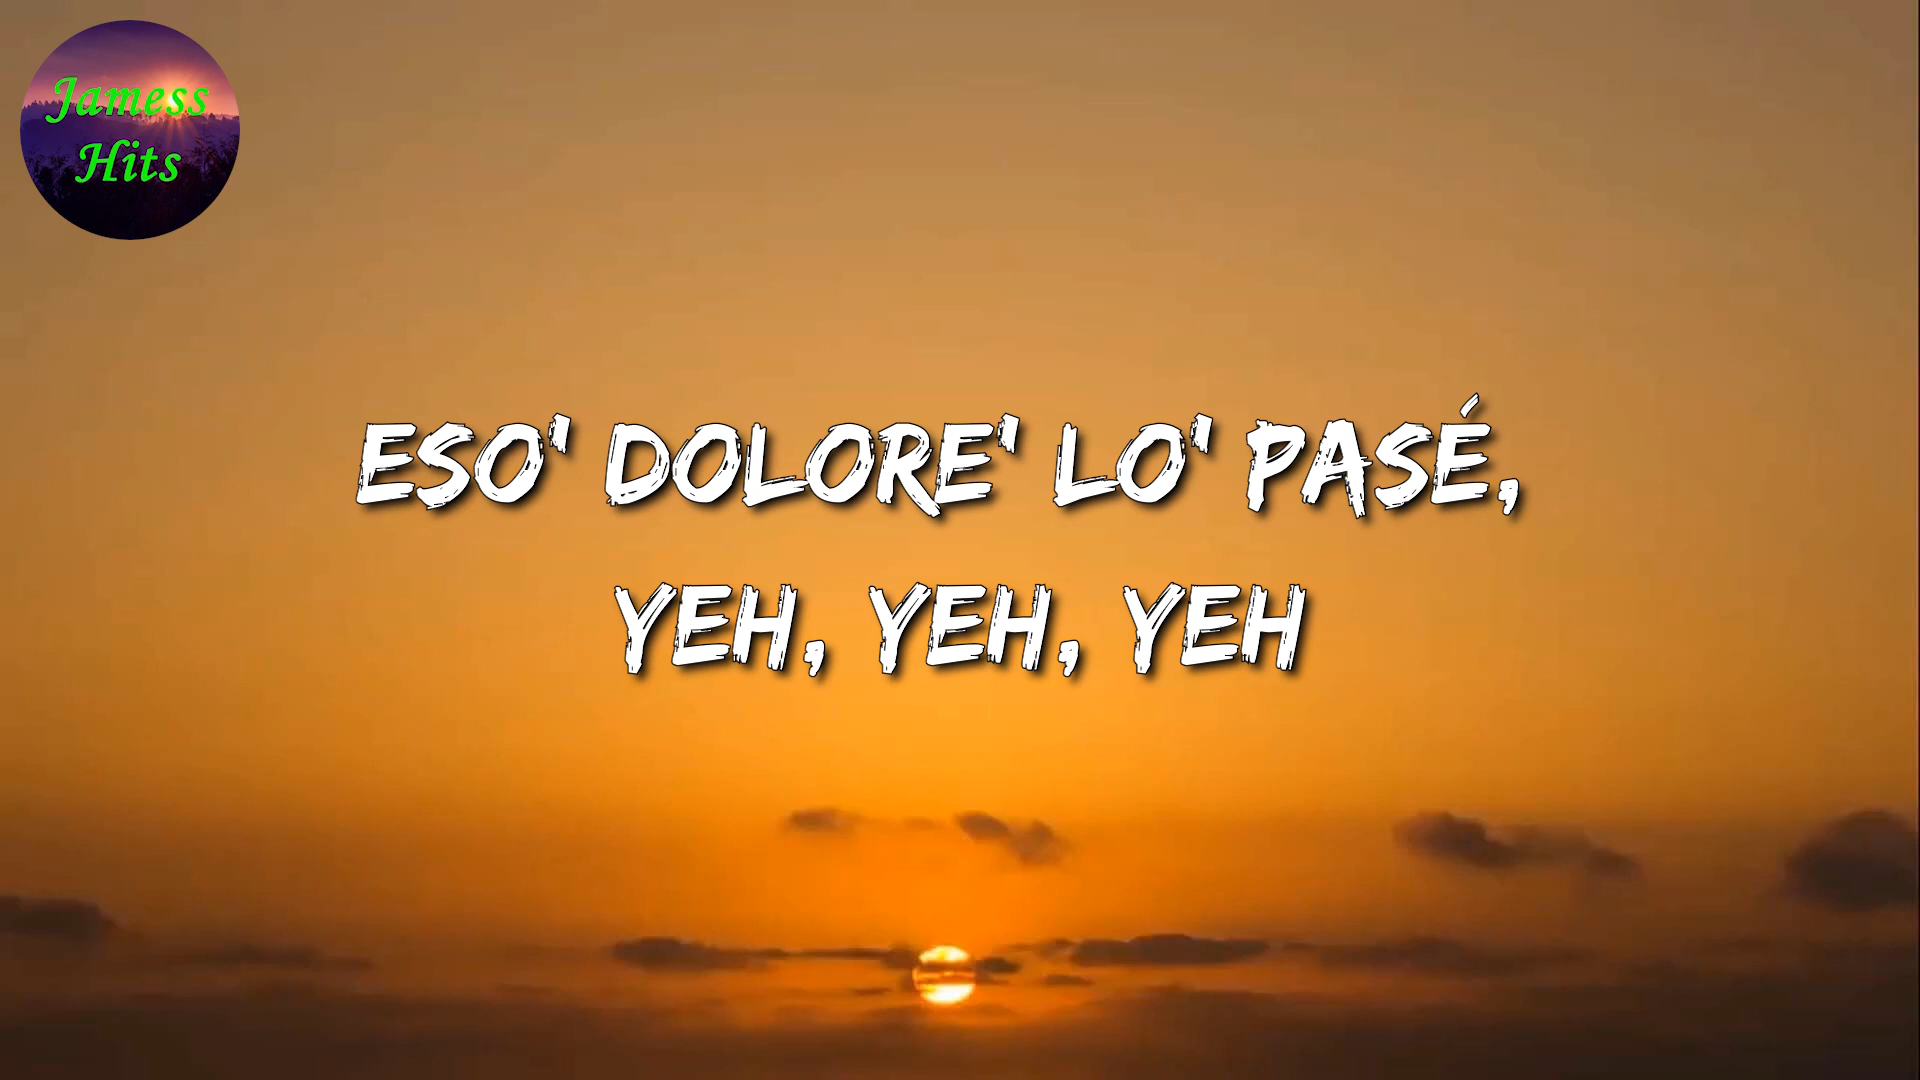 Jamess
Hits
ESO' DOLORE' LO' PASÉ,
YEH, YEH, YEH